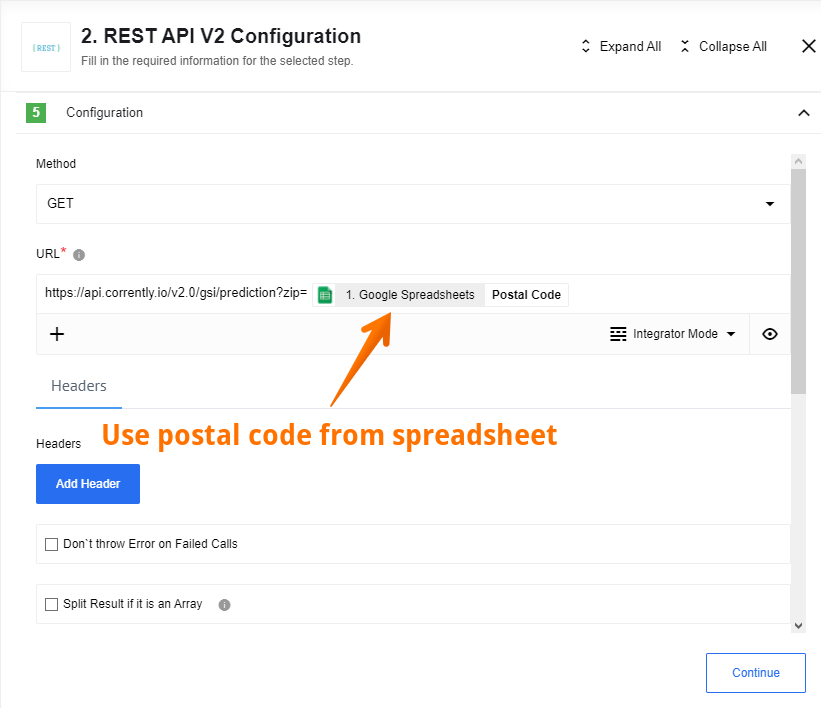 {REST}
2. REST API V2 Configuration
Fill in the required information for the selected step.
Expand All
Collapse All
5
Configuration
Method
GET
URL*
https://api.corrently.io/v2.0/gsi/prediction?zip= 1. Google Spreadsheets Postal Code
Integrator Mode
Headers
Use postal code from spreadsheet
Headers
Add Header
Don`t throw Error on Failed Calls
Split Result if it is an Array
Continue